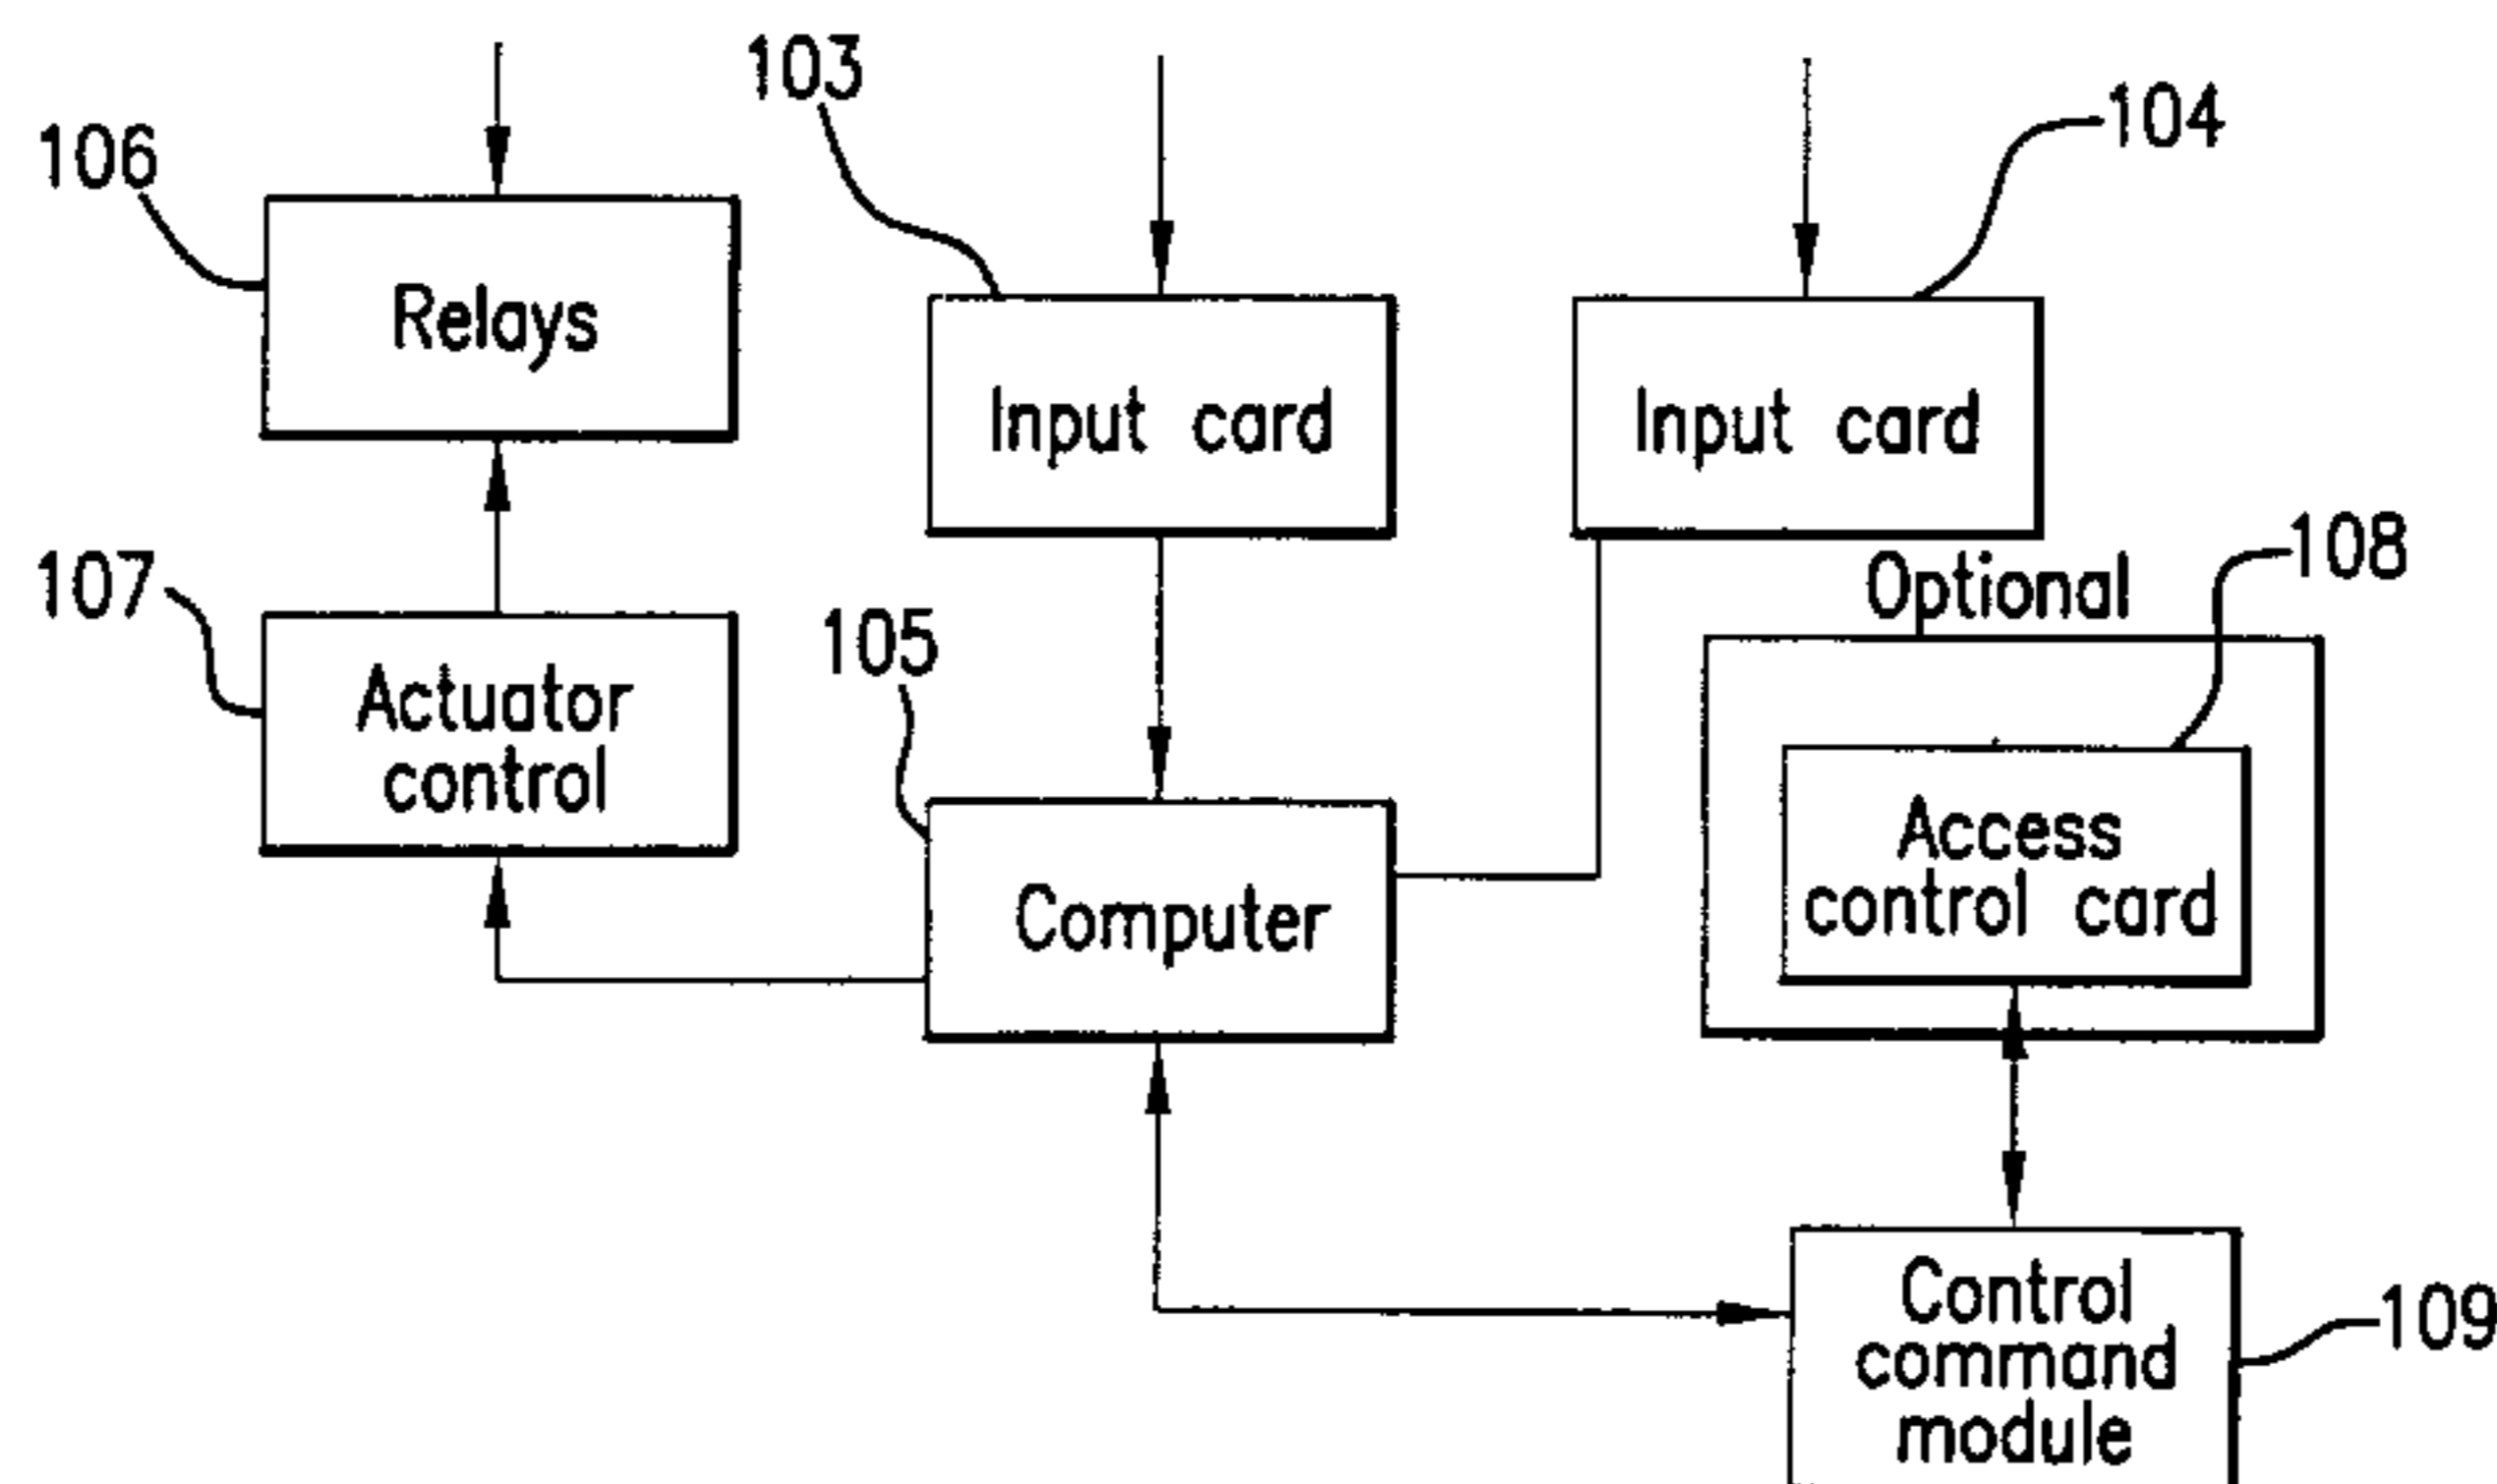 103
104
106
Relays
Input card
Input card
108
107
Optional
105
Actuator
control
Access
control card
Computer
Control
command
module
109